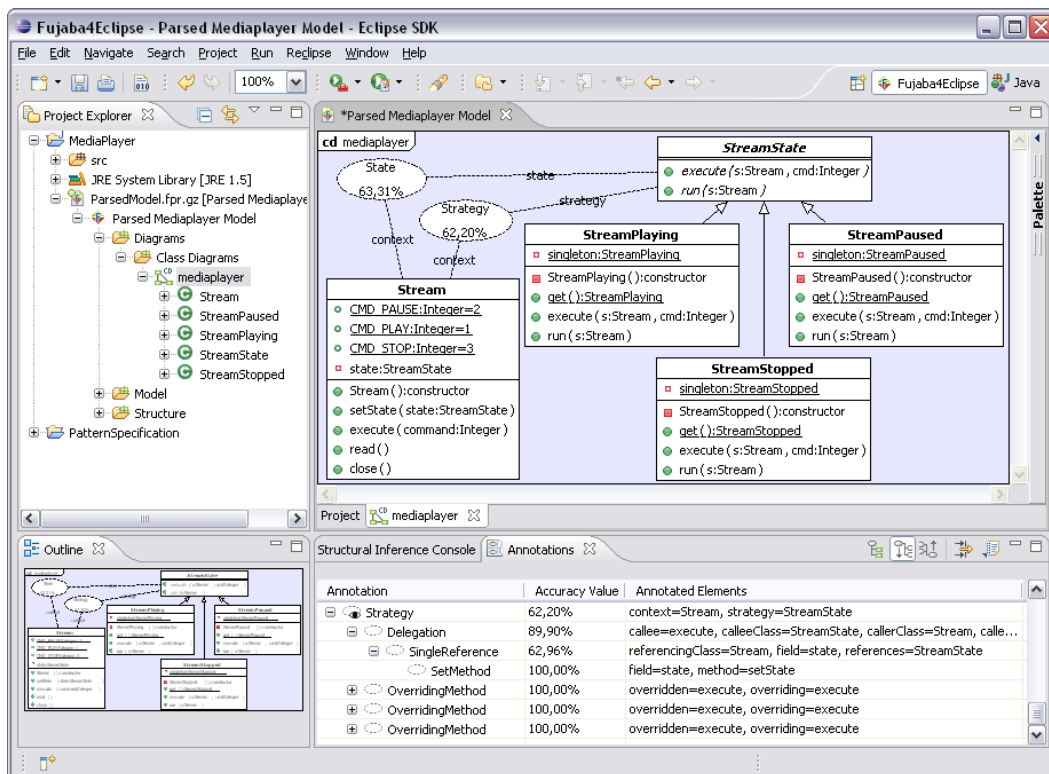 Fujaba4Eclipse - Parsed Mediaplayer Model - Eclipse SDK
File Edit Navigate Search Project Run Reclipse Window Help
100%
Fujaba4Eclipse
Java
Project Explorer
MediaPlayer
src
JRE System Library [JRE 1.5]
ParsedModel.fpr.gz [Parsed Mediaplaye
Parsed Mediaplayer Model
Diagrams
Class Diagrams
mediaplayer
Stream
StreamPaused
StreamPlaying
StreamState
StreamStopped
Model
Structure
PatternSpecification
*Parsed Mediaplayer Model
cd mediaplayer
State
63,31%
Strategy
62,20%
state
strategy
context
context
StreamState
execute(s:Stream,cmd:Integer)
run(s:Stream)
StreamPlaying
singleton:StreamPlaying
StreamPlaying():constructor
get():StreamPlaying
execute(s:Stream,cmd:Integer)
run(s:Stream)
StreamPaused
singleton:StreamPaused
StreamPaused():constructor
get():StreamPaused
execute(s:Stream,cmd:Integer)
run(s:Stream)
Stream
CMD_PAUSE:Integer=2
CMD_PLAY:Integer=1
CMD_STOP:Integer=3
state:StreamState
Stream():constructor
setState(state:StreamState)
execute(command:Integer)
read()
close()
StreamStopped
singleton:StreamStopped
StreamStopped():constructor
get():StreamStopped
execute(s:Stream,cmd:Integer)
run(s:Stream)
Palette
Project
mediaplayer
Outline
Structural Inference Console
Annotations
Annotation Accuracy Value Annotated Elements
Strategy 62,20% context=Stream, strategy=StreamState
Delegation 89,90% callee=execute, calleeClass=StreamState, callerClass=Stream, calle...
SingleReference 62,96% referencingClass=Stream, field=state, references=StreamState
SetMethod 100,00% field=state, method=setState
OverridingMethod 100,00% overridden=execute, overriding=execute
OverridingMethod 100,00% overridden=execute, overriding=execute
OverridingMethod 100,00% overridden=execute, overriding=execute